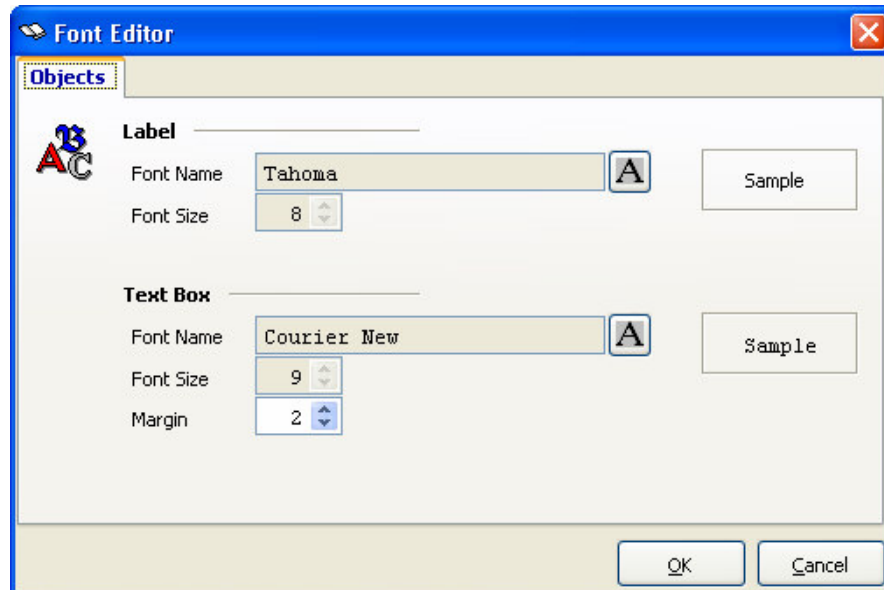 Font Editor
Objects
Label
Font Name Tahoma A Sample
Font Size 8
Text Box
Font Name Courier New A Sample
Font Size 9
Margin 2
OK Cancel